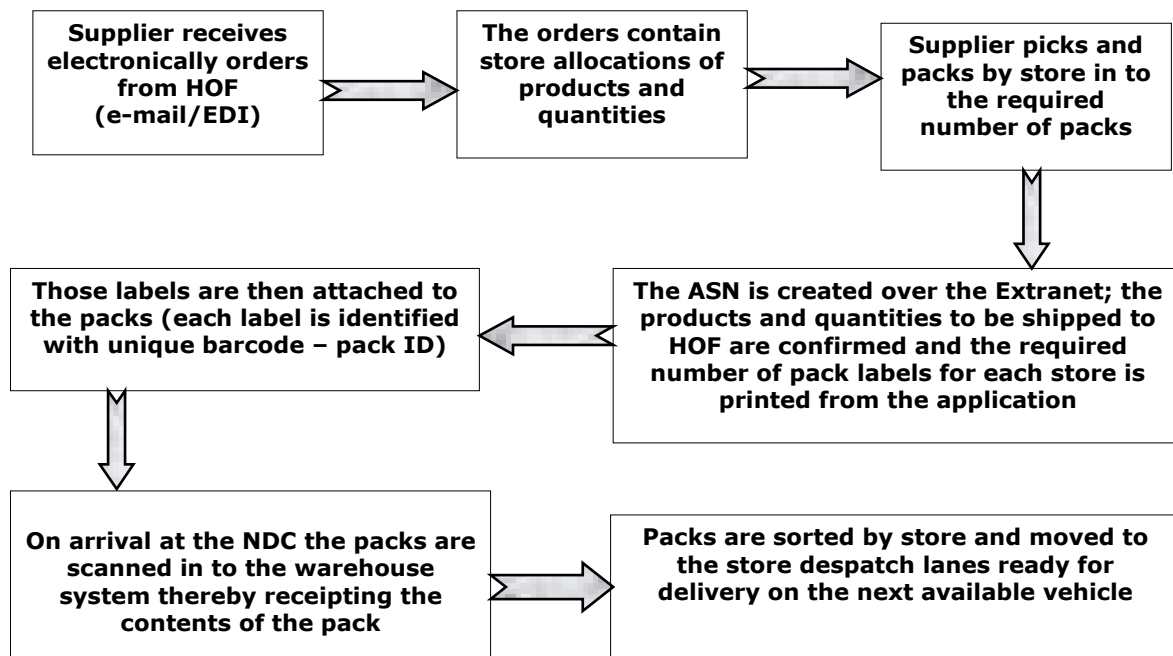 Supplier receives
electronically orders
from HOF
(e-mail/EDI)
The orders contain
store allocations of
products and
quantities
Supplier picks and
packs by store in to
the required
number of packs
The ASN is created over the Extranet; the
products and quantities to be shipped to
HOF are confirmed and the required
number of pack labels for each store is
printed from the application
Those labels are then attached to
the packs (each label is identified
with unique barcode – pack ID)
On arrival at the NDC the packs are
scanned in to the warehouse
system thereby receipting the
contents of the pack
Packs are sorted by store and moved to
the store despatch lanes ready for
delivery on the next available vehicle